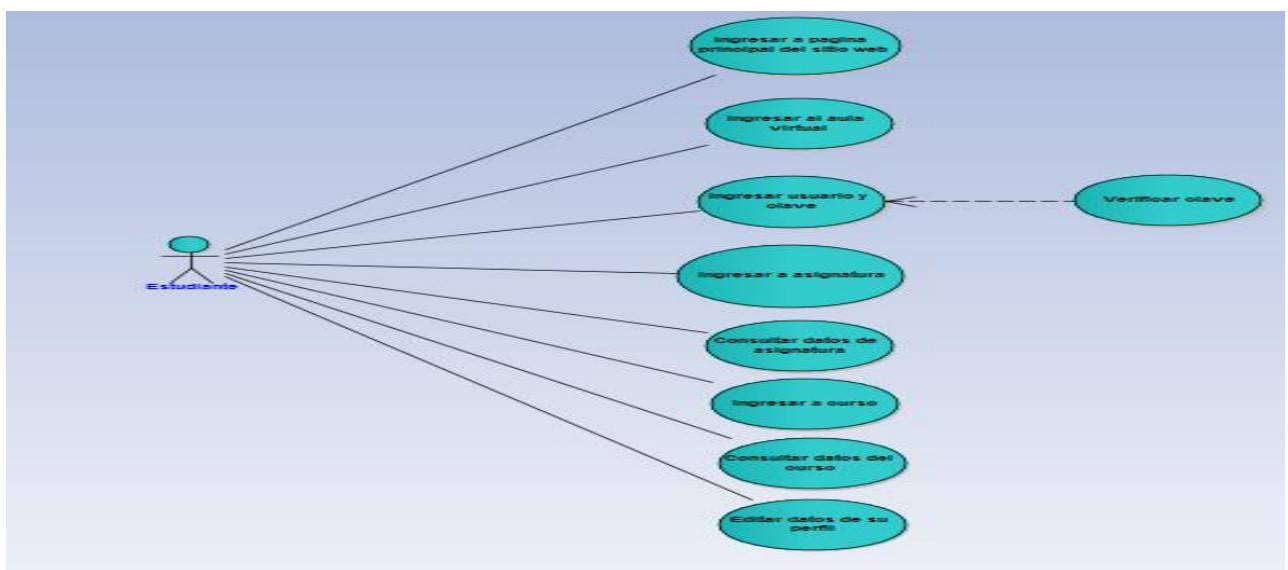 Ingresar a pagina
principal del sitio web
Ingresar al aula
virtual
Ingresar usuario y
clave
Verificar clave
Ingresar a asignatura
Estudiante
Consultar datos de
asignatura
Ingresar a curso
Consultar datos del
curso
Editar datos de su
perfil